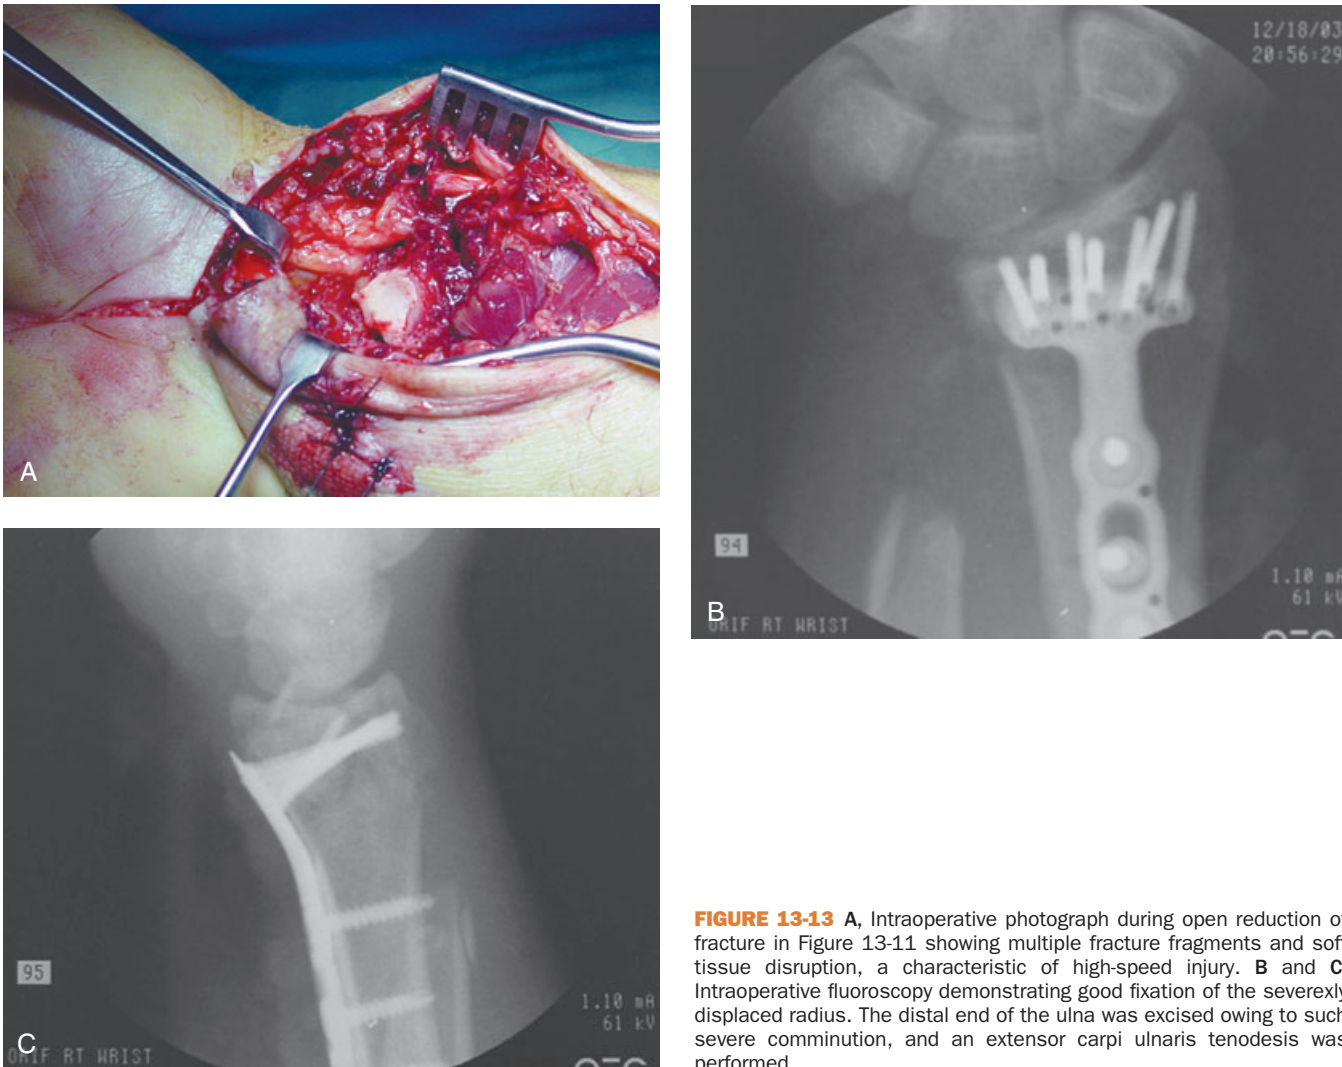 A
12/18/03
20:56:29
94
1.10 mA
61 kV
B
ORIF RT WRIST
95
1.10 mA
61 kV
C
ORIF RT WRIST
FIGURE 13-13 A, Intraoperative photograph during open reduction of
fracture in Figure 13-11 showing multiple fracture fragments and sof
tissue disruption, a characteristic of high-speed injury. B and C
Intraoperative fluoroscopy demonstrating good fixation of the severexly
displaced radius. The distal end of the ulna was excised owing to such
severe comminution, and an extensor carpi ulnaris tenodesis was
performed